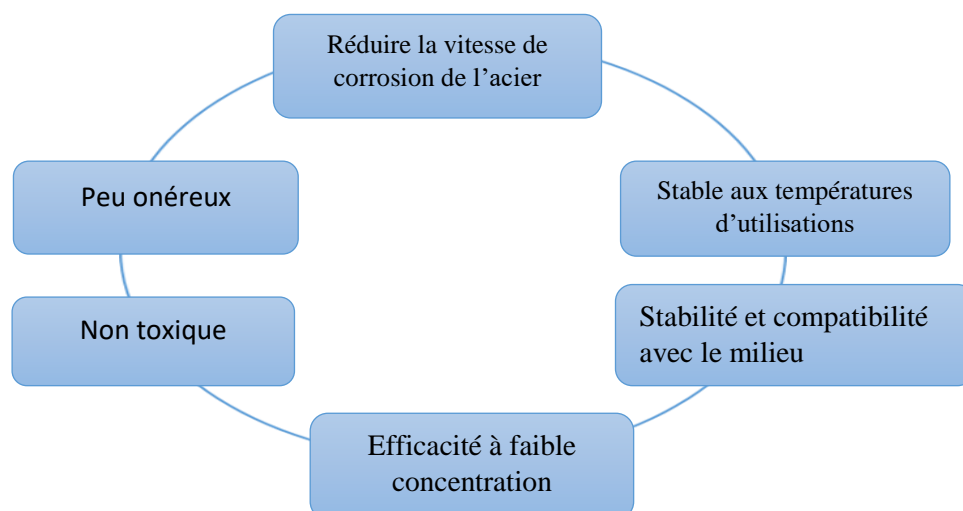 Réduire la vitesse de
corrosion de l’acier
Peu onéreux
Stable aux températures
d’utilisations
Non toxique
Stabilité et compatibilité
avec le milieu
Efficacité à faible
concentration